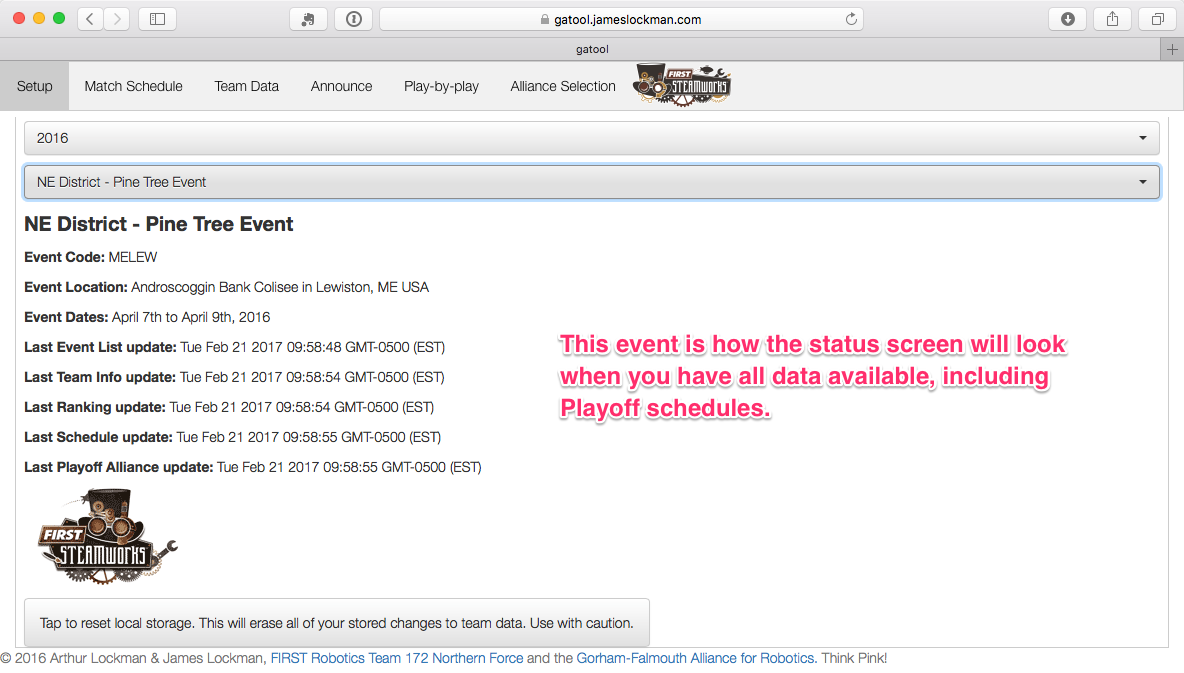 gatool.jameslockman.com
gatool
Setup Match Schedule Team Data Announce Play-by-play Alliance Selection FIRST STEAMWORKS
2016
NE District - Pine Tree Event
NE District - Pine Tree Event
Event Code: MELEW
Event Location: Androscoggin Bank Colisee in Lewiston, ME USA
Event Dates: April 7th to April 9th, 2016
Last Event List update: Tue Feb 21 2017 09:58:48 GMT-0500 (EST)
Last Team Info update: Tue Feb 21 2017 09:58:54 GMT-0500 (EST)
Last Ranking update: Tue Feb 21 2017 09:58:54 GMT-0500 (EST)
Last Schedule update: Tue Feb 21 2017 09:58:55 GMT-0500 (EST)
Last Playoff Alliance update: Tue Feb 21 2017 09:58:55 GMT-0500 (EST)
This event is how the status screen will look
when you have all data available, including
Playoff schedules.
FIRST
STEAMWORKS
Tap to reset local storage. This will erase all of your stored changes to team data. Use with caution.
© 2016 Arthur Lockman & James Lockman, FIRST Robotics Team 172 Northern Force and the Gorham-Falmouth Alliance for Robotics. Think Pink!